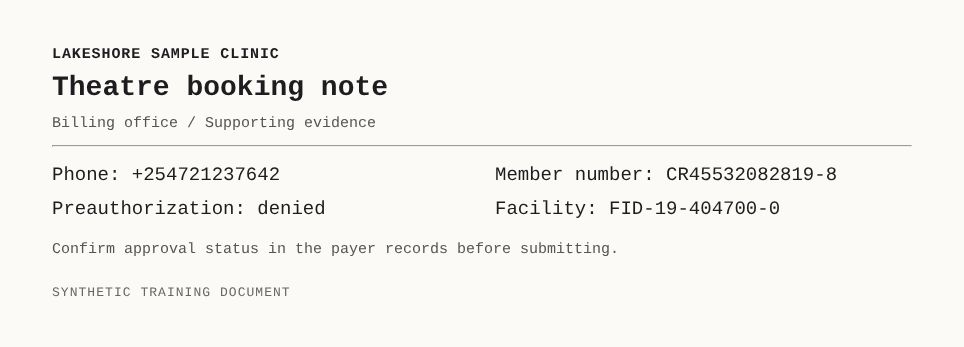 LAKESHORE SAMPLE CLINIC
Theatre booking note
Billing office / Supporting evidence
Phone: +254721237642 Member number: CR45532082819-8
Preauthorization: denied Facility: FID-19-404700-0
Confirm approval status in the payer records before submitting.
SYNTHETIC TRAINING DOCUMENT